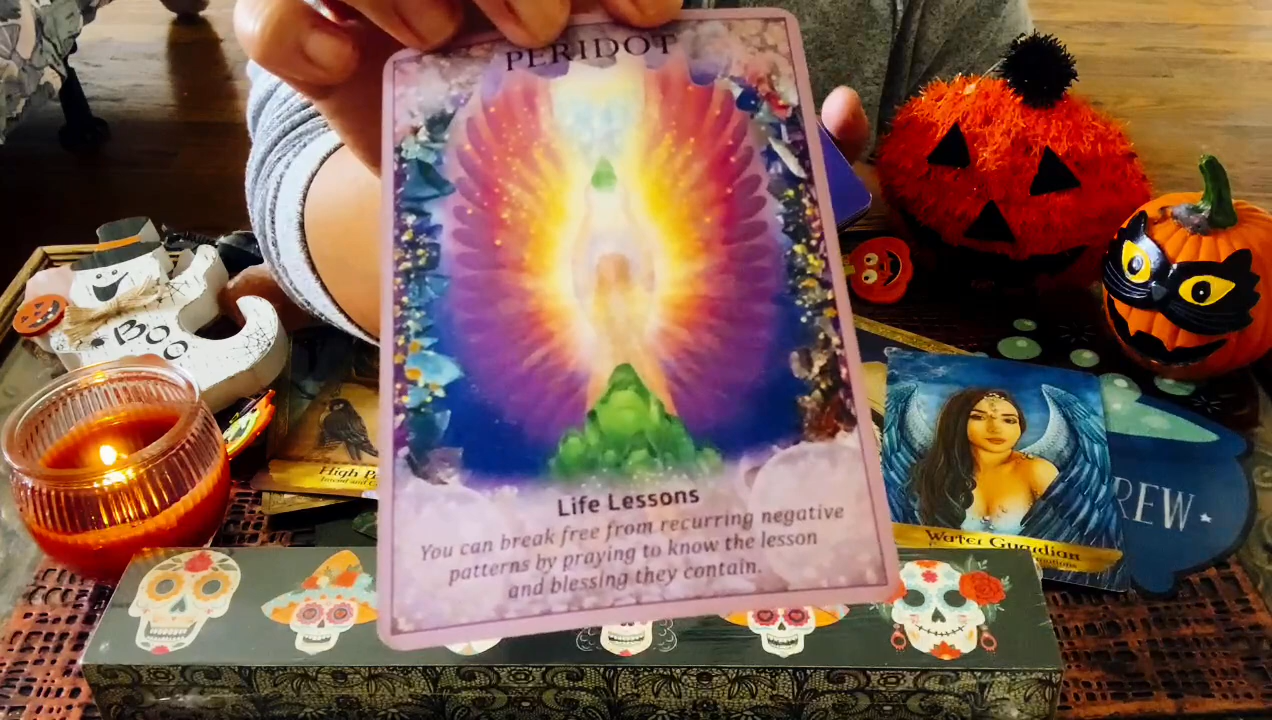 PERIDOT
Life Lessons
You can break free from recurring negative
patterns by praying to know the lesson
and blessing they contain.
BOO
High
Water Guardian
REW